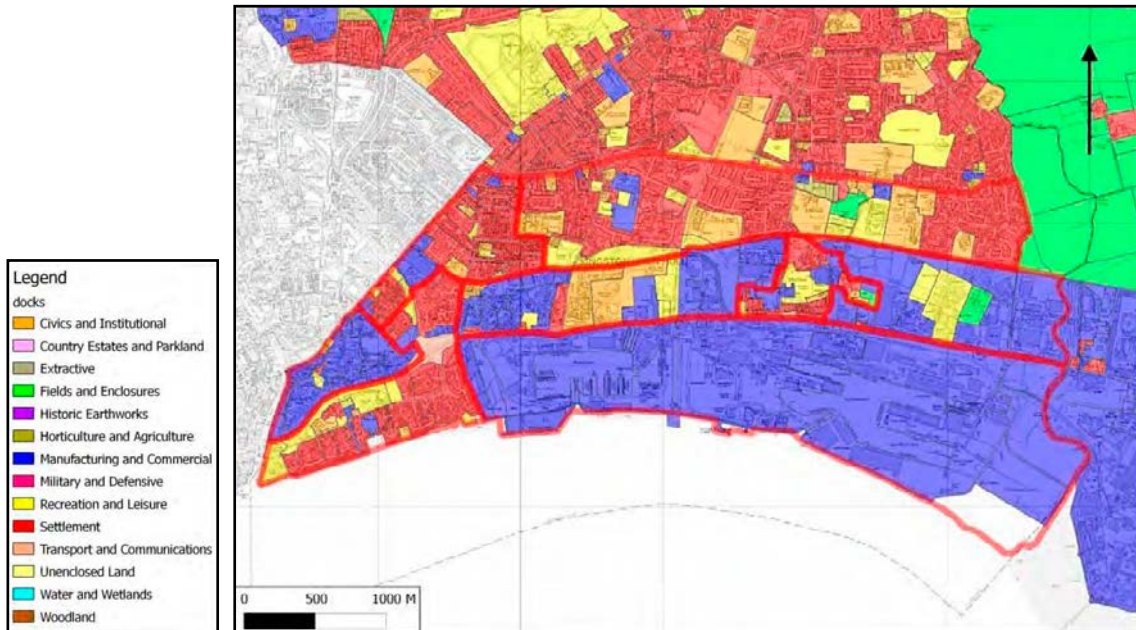 Legend
docks
Civics and Institutional
Country Estates and Parkland
Extractive
Fields and Enclosures
Historic Earthworks
Horticulture and Agriculture
Manufacturing and Commercial
Military and Defensive
Recreation and Leisure
Settlement
Transport and Communications
Unenclosed Land
Water and Wetlands
Woodland
0 500 1000 M